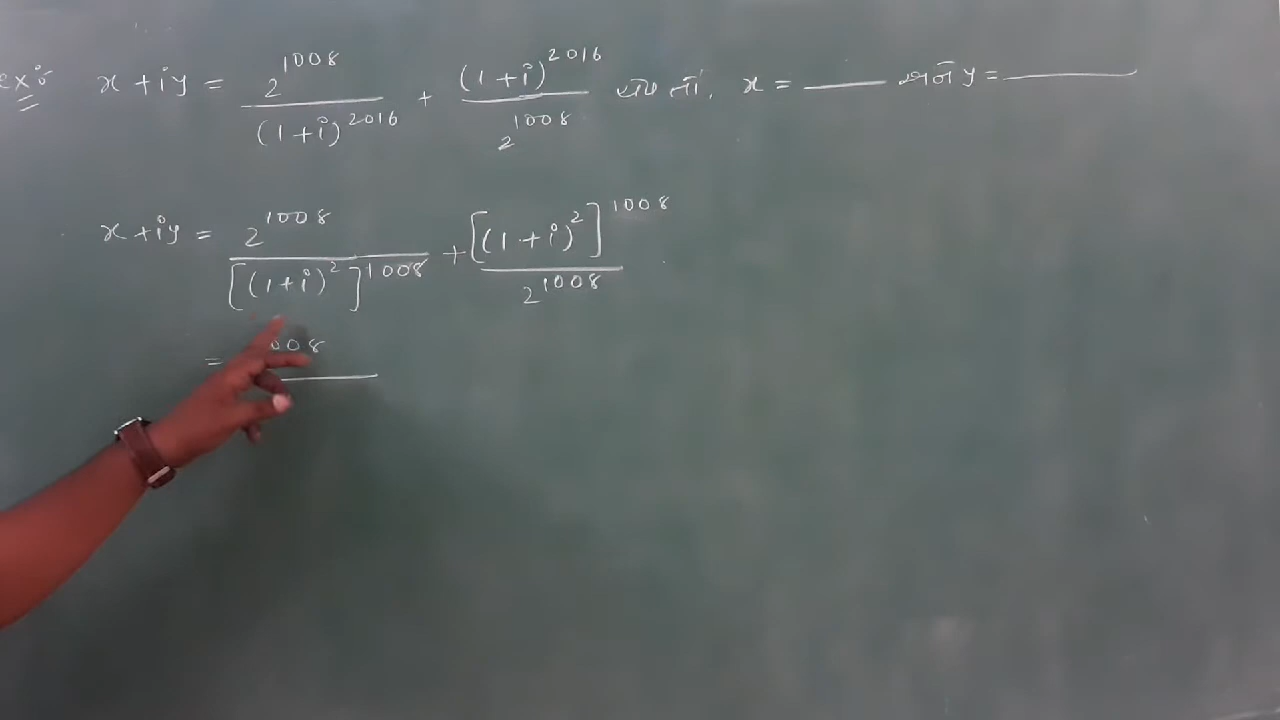 ex: x + iy = 2^1008 / (1+i)^2016 + (1+i)^2016 / 2^1008 થાય તો, x = ____ અને y = ____
x + iy = 2^1008 / [(1+i)^2]^1008 + [(1+i)^2]^1008 / 2^1008
= 008